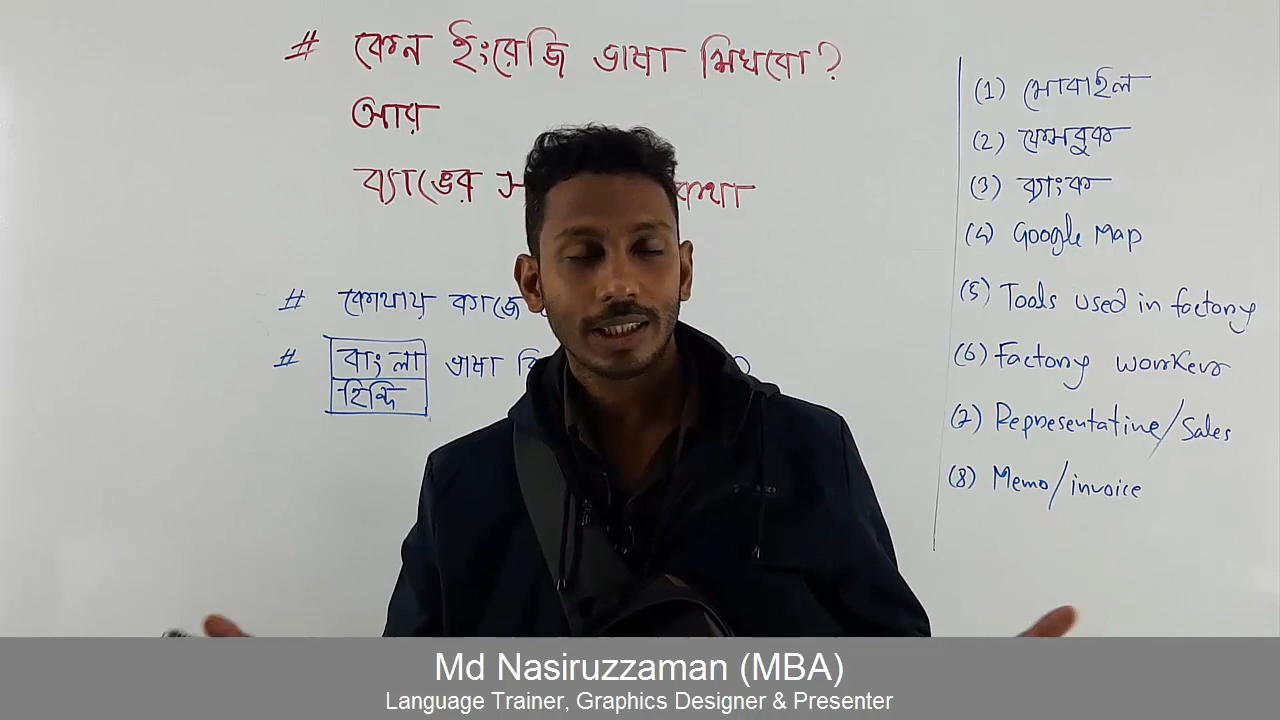 # কেন ইংরেজি ভাষা শিখবো?
আর
ব্যাঙের কথা
# কোথায় কাজে
# বাংলা ভাষা
হিন্দি
(1) মোবাইল
(2) ফেসবুক
(3) ব্যাংক
(4) Google Map
(5) Tools used in factory
(6) Factory workers
(7) Representative/Sales
(8) Memo/invoice
Md Nasiruzzaman (MBA)
Language Trainer, Graphics Designer & Presenter